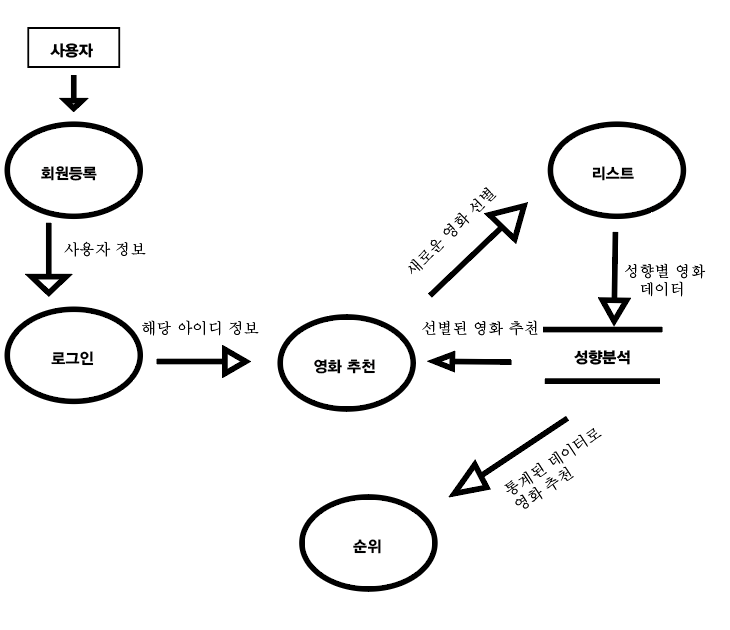 사용자
회원등록
사용자 정보
로그인
해당 아이디 정보
영화 추천
새로운 영화 선별
리스트
성향별 영화
데이터
선별된 영화 추천
성향분석
통계된 데이터로
영화 추천
순위